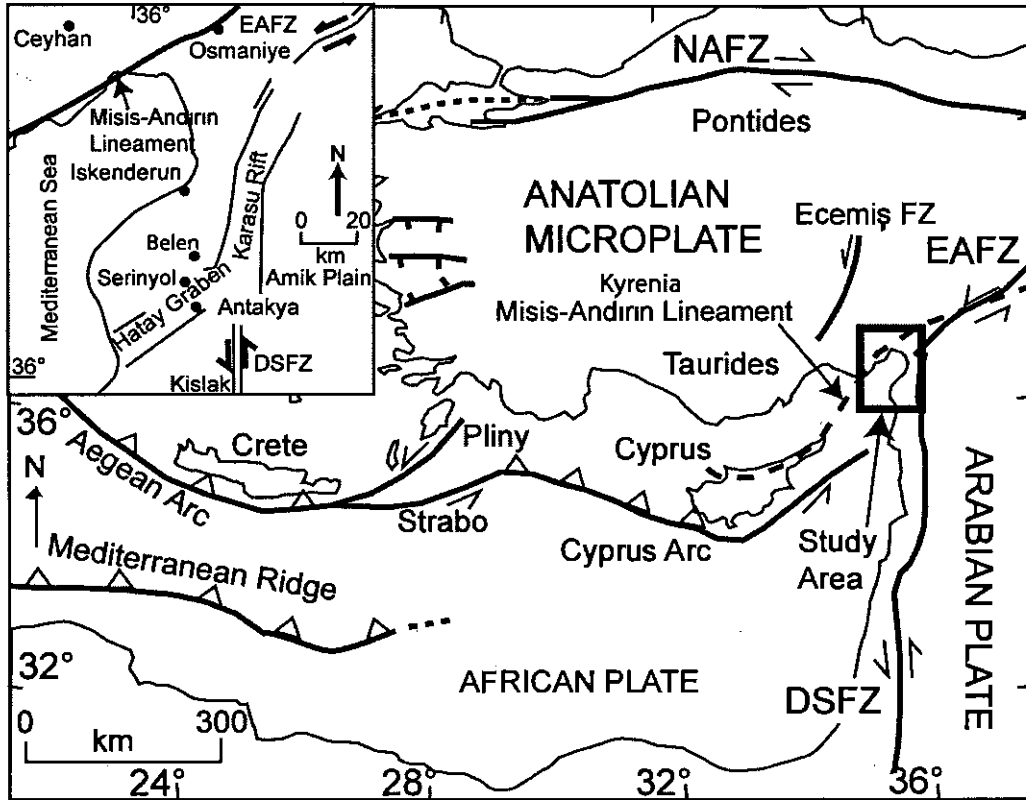 36°
Ceyhan
EAFZ
Osmaniye
Misis-Andırın
Lineament
Iskenderun
Mediterranean Sea
Karasu Rift
N
0 20
km
Belen
Serinyol
Amik Plain
Hatay Graben
Antakya
DSFZ
Kislak
36°
NAFZ
Pontides
ANATOLIAN
MICROPLATE
Ecemiş FZ
EAFZ
Kyrenia
Misis-Andırın Lineament
Taurides
36°
N
Aegean Arc
Crete
Pliny
Strabo
Cyprus
Cyprus Arc
Study
Area
ARABIAN PLATE
Mediterranean Ridge
32°
AFRICAN PLATE
DSFZ
0 300
km
24° 28° 32° 36°